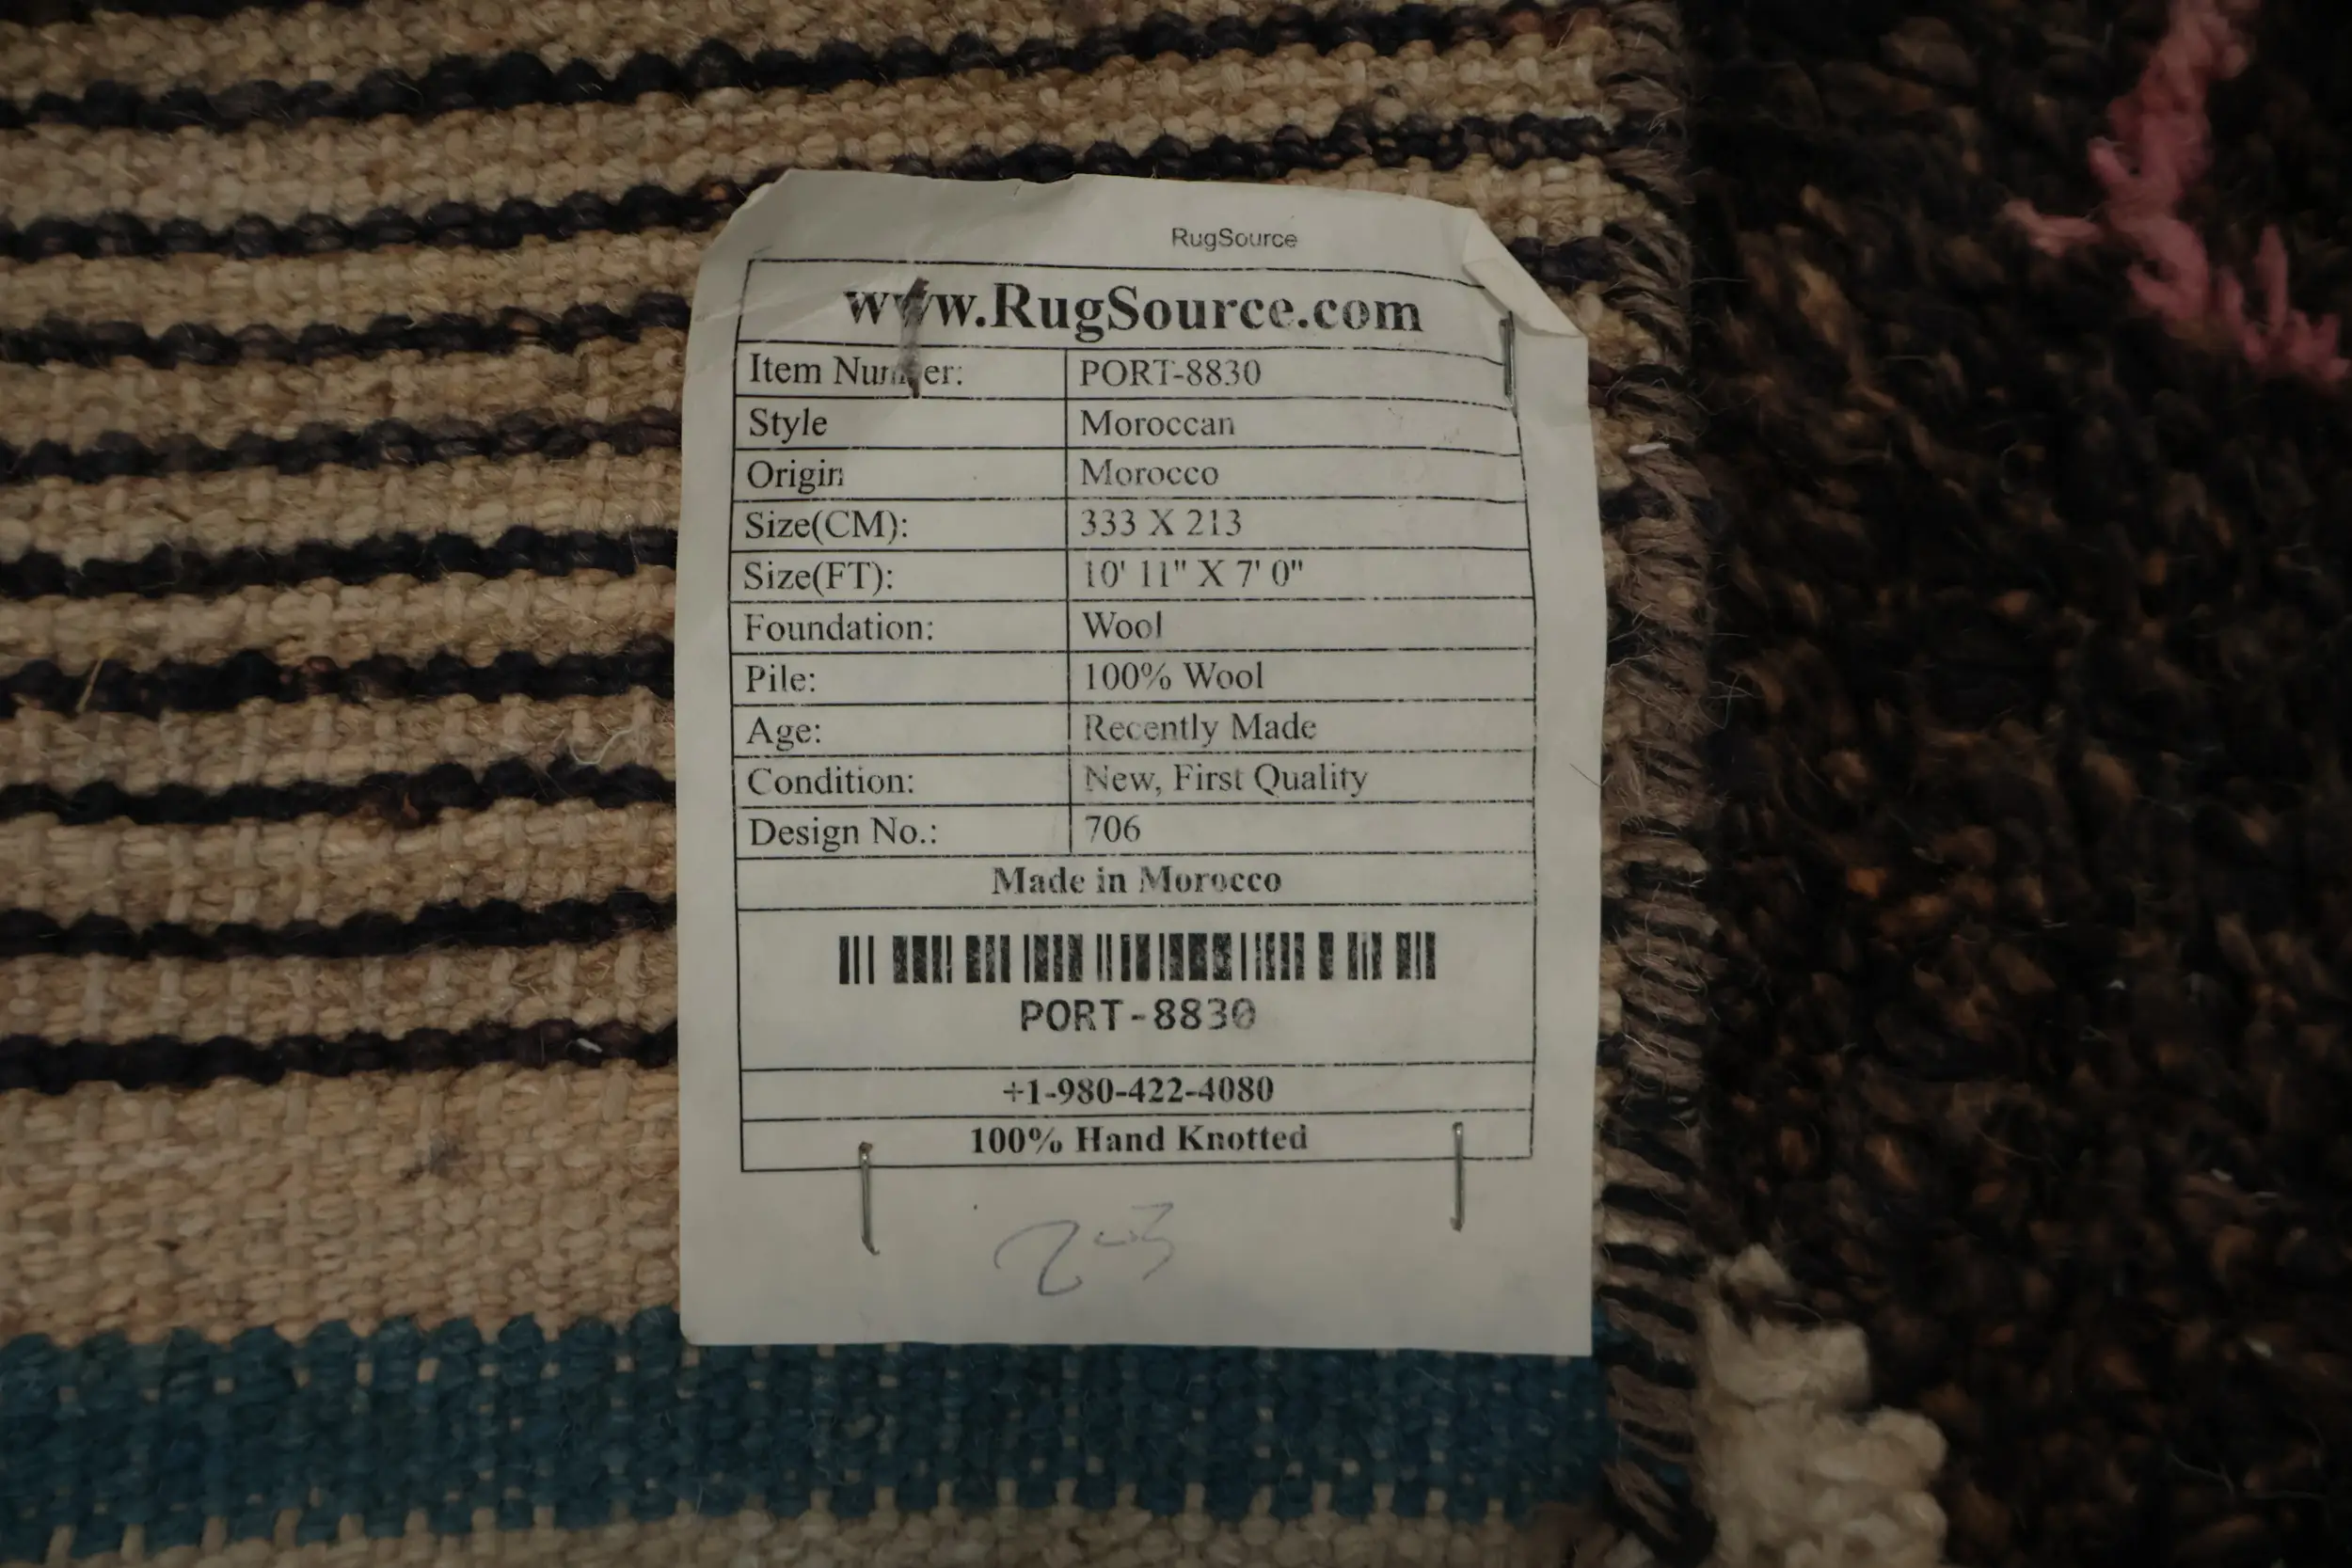 RugSource
www.RugSource.com
Item Number: PORT-8830
Style Moroccan
Origin Morocco
Size(CM): 333 X 213
Size(FT): 10' 11" X 7' 0"
Foundation: Wool
Pile: 100% Wool
Age: Recently Made
Condition: New, First Quality
Design No.: 706
Made in Morocco
PORT-8830
+1-980-422-4080
100% Hand Knotted